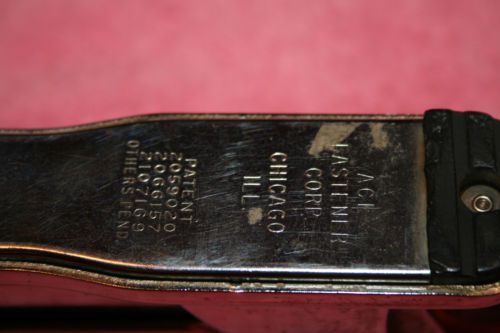 ACE
FASTENER
CORP.
CHICAGO
ILL.
PATENT
2059020
2066157
2107169
OTHERS PEND.